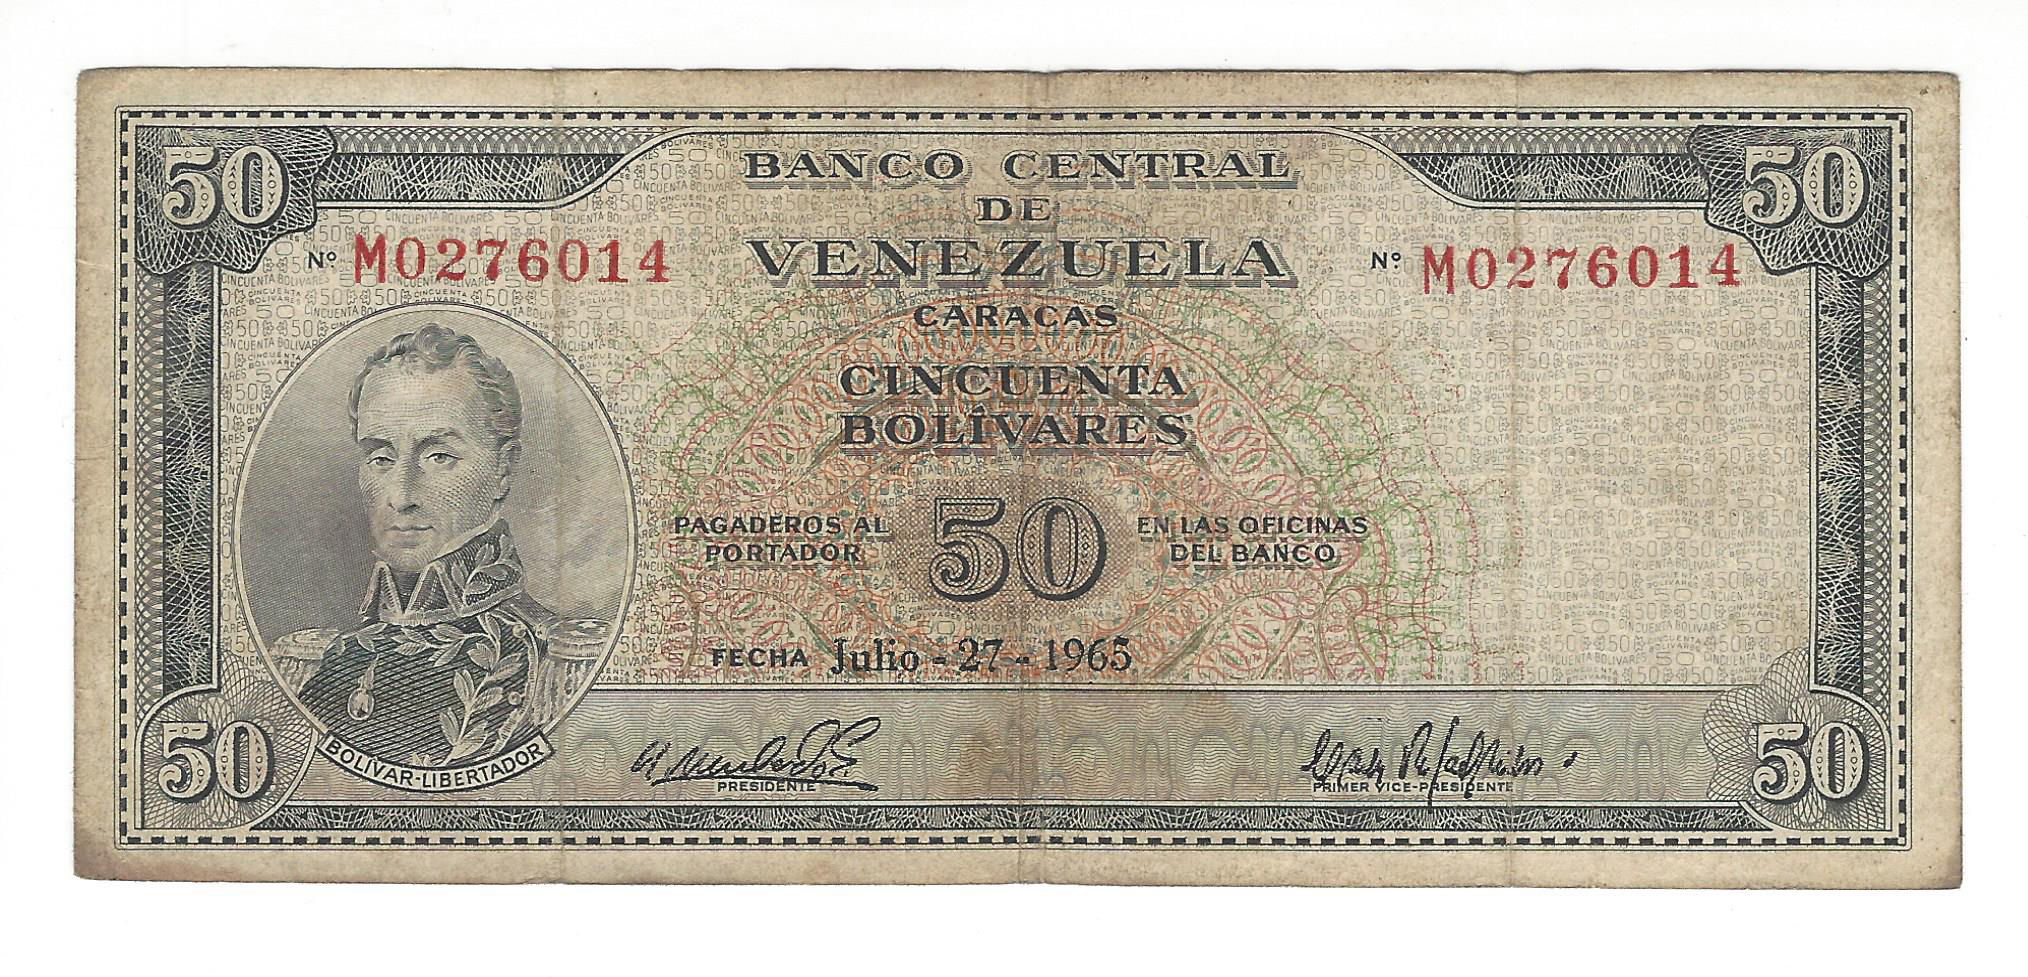 50
50
BANCO CENTRAL
DE
VENEZUELA
Nº M0276014
Nº M0276014
CARACAS
CINCUENTA
BOLÍVARES
PAGADEROS AL
PORTADOR
50
EN LAS OFICINAS
DEL BANCO
FECHA Julio - 27 - 1965
BOLÍVAR-LIBERTADOR
PRESIDENTE
PRIMER VICE-PRESIDENTE
50
50